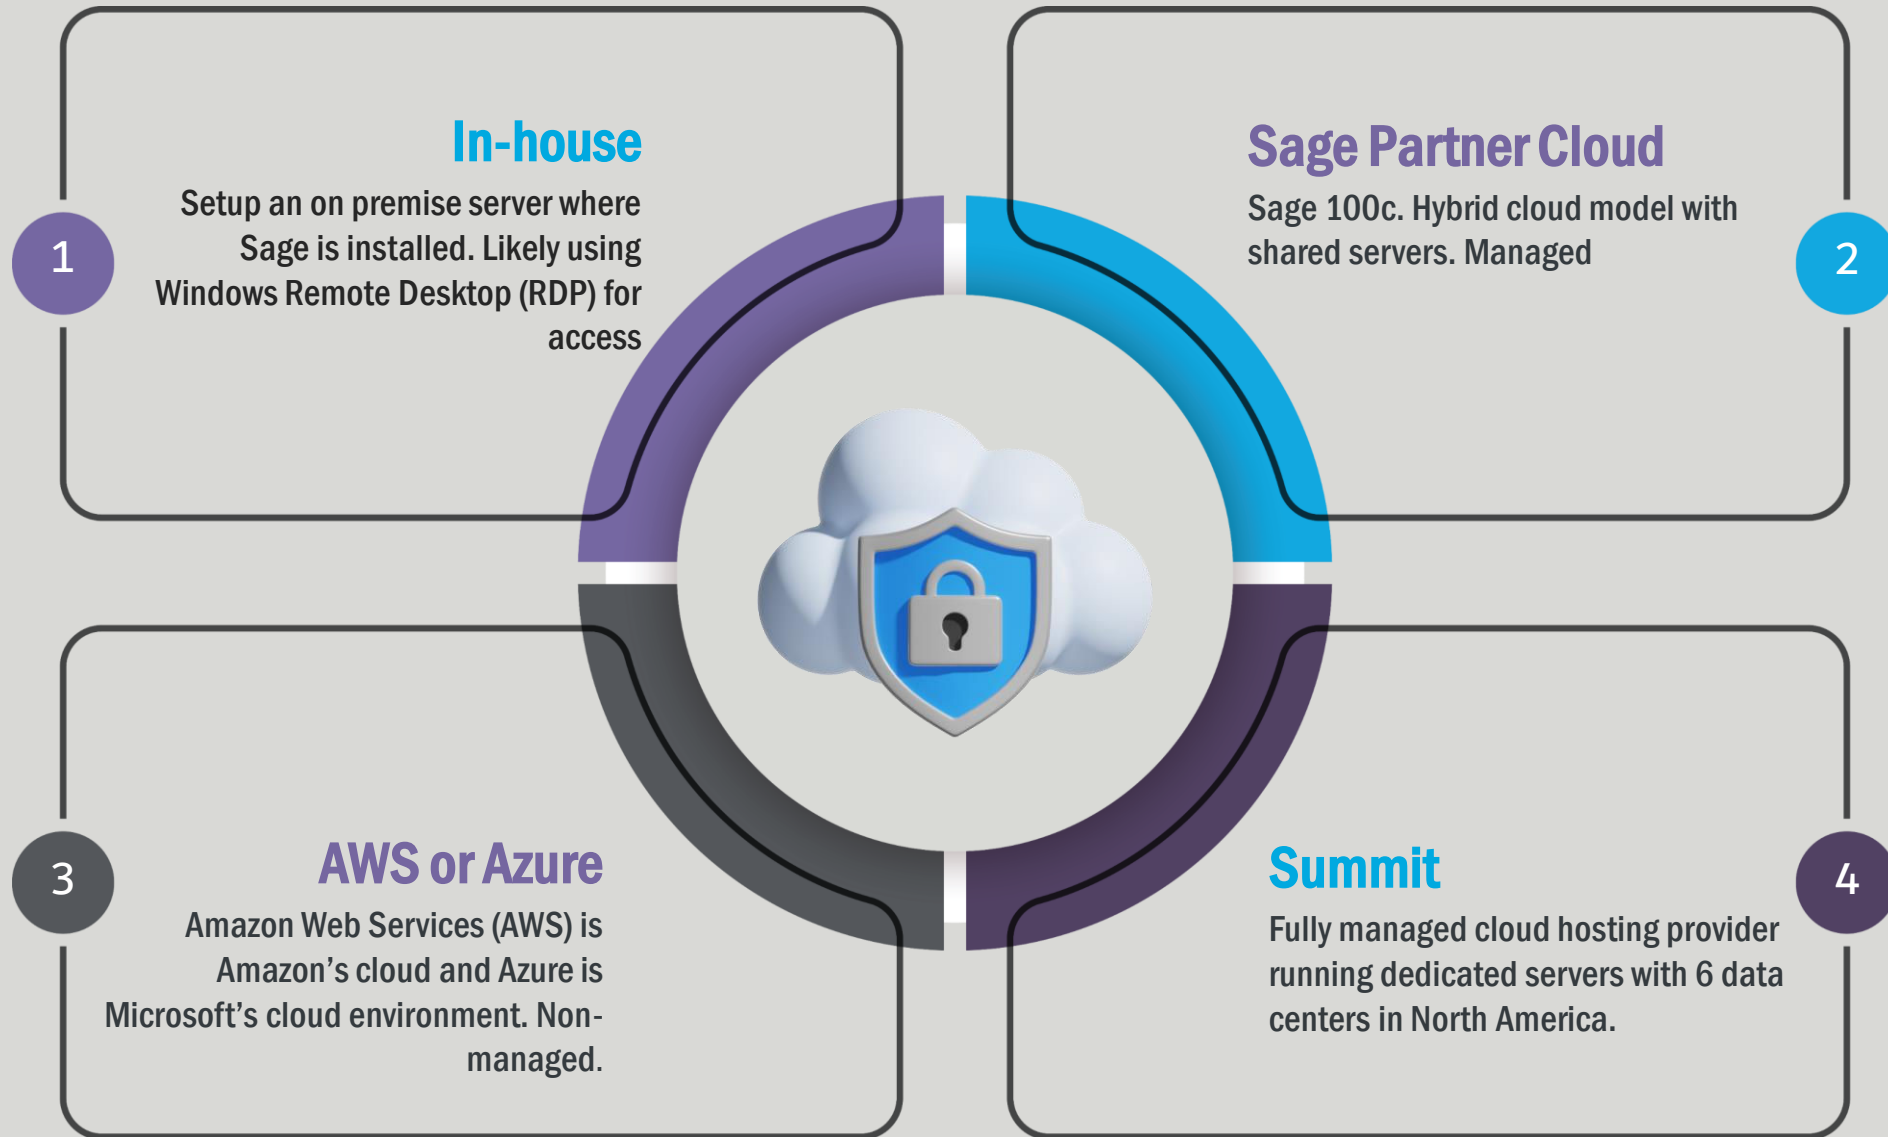 1
In-house
Setup an on premise server where
Sage is installed. Likely using
Windows Remote Desktop (RDP) for
access
2
Sage Partner Cloud
Sage 100c. Hybrid cloud model with
shared servers. Managed
3
AWS or Azure
Amazon Web Services (AWS) is
Amazon’s cloud and Azure is
Microsoft’s cloud environment. Non-
managed.
4
Summit
Fully managed cloud hosting provider
running dedicated servers with 6 data
centers in North America.